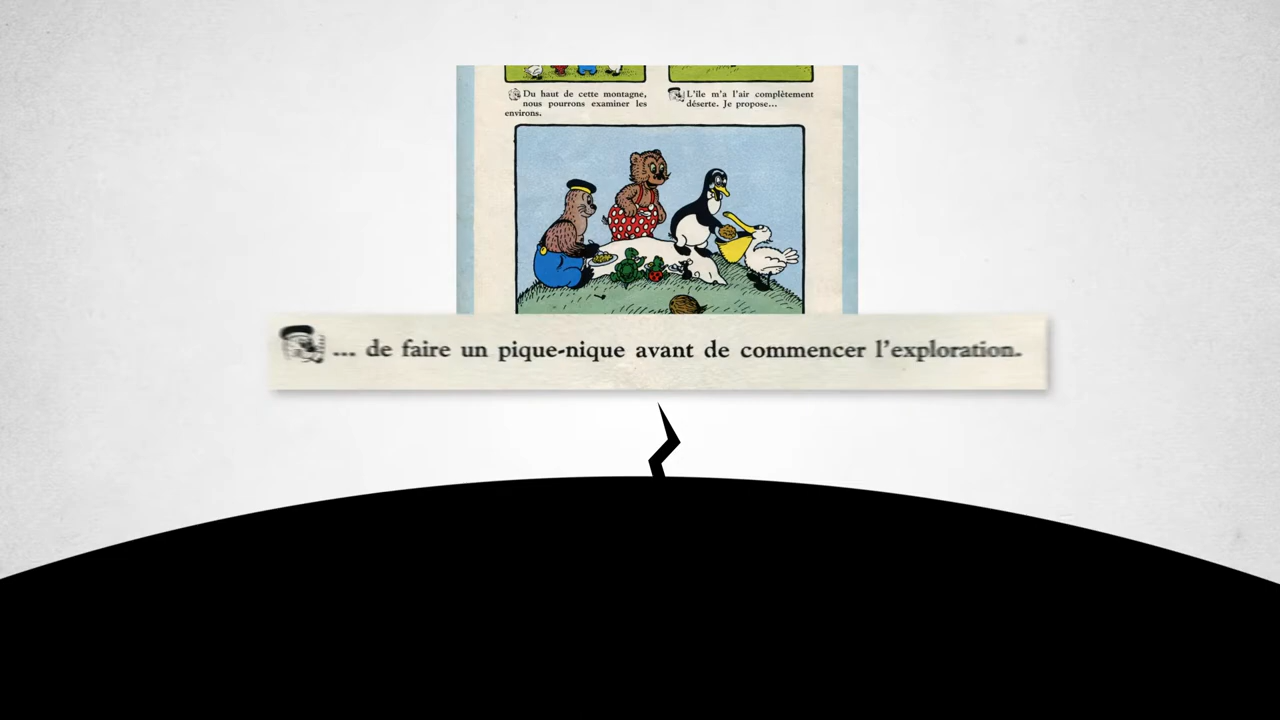 Du haut de cette montagne,
nous pourrons examiner les
environs.
L'île m'a l'air complètement
déserte. Je propose...
... de faire un pique-nique avant de commencer l'exploration.